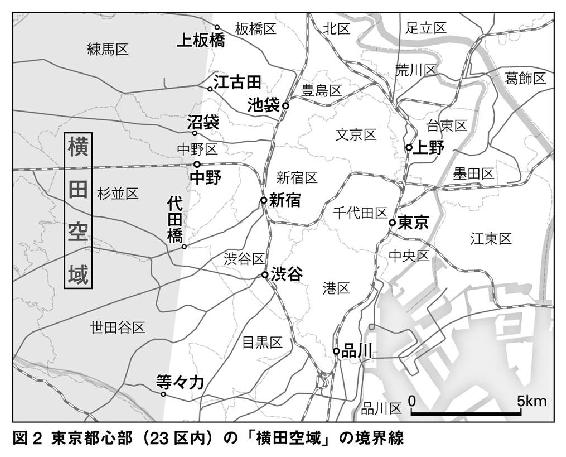 板橋区
北区
足立区
上板橋
練馬区
荒川区
江古田
豊島区
葛飾区
池袋
沼袋
文京区
台東区
中野区
上野
横田空域
中野
杉並区
新宿区
墨田区
代田橋
新宿
千代田区
東京
江東区
渋谷区
中央区
渋谷
港区
世田谷区
目黒区
品川
等々力
品川区
0 5km
図2 東京都心部（23区内）の「横田空域」の境界線